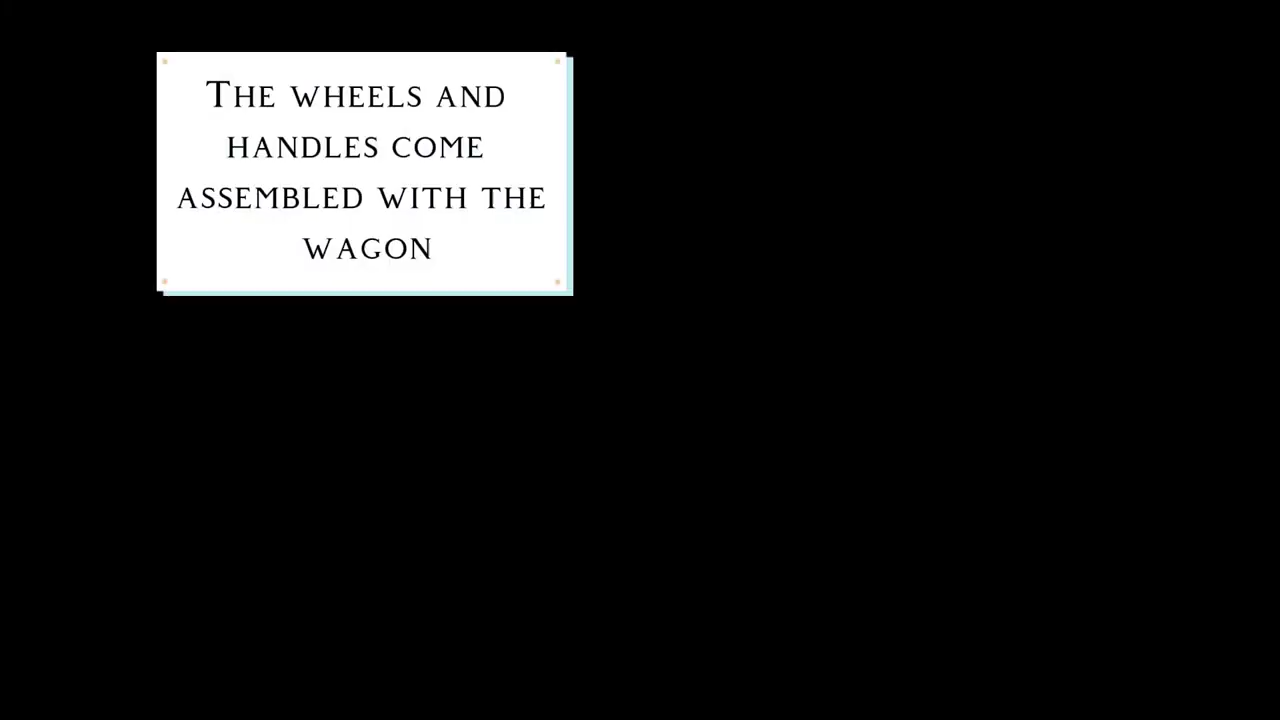 The wheels and
handles come
assembled with the
wagon